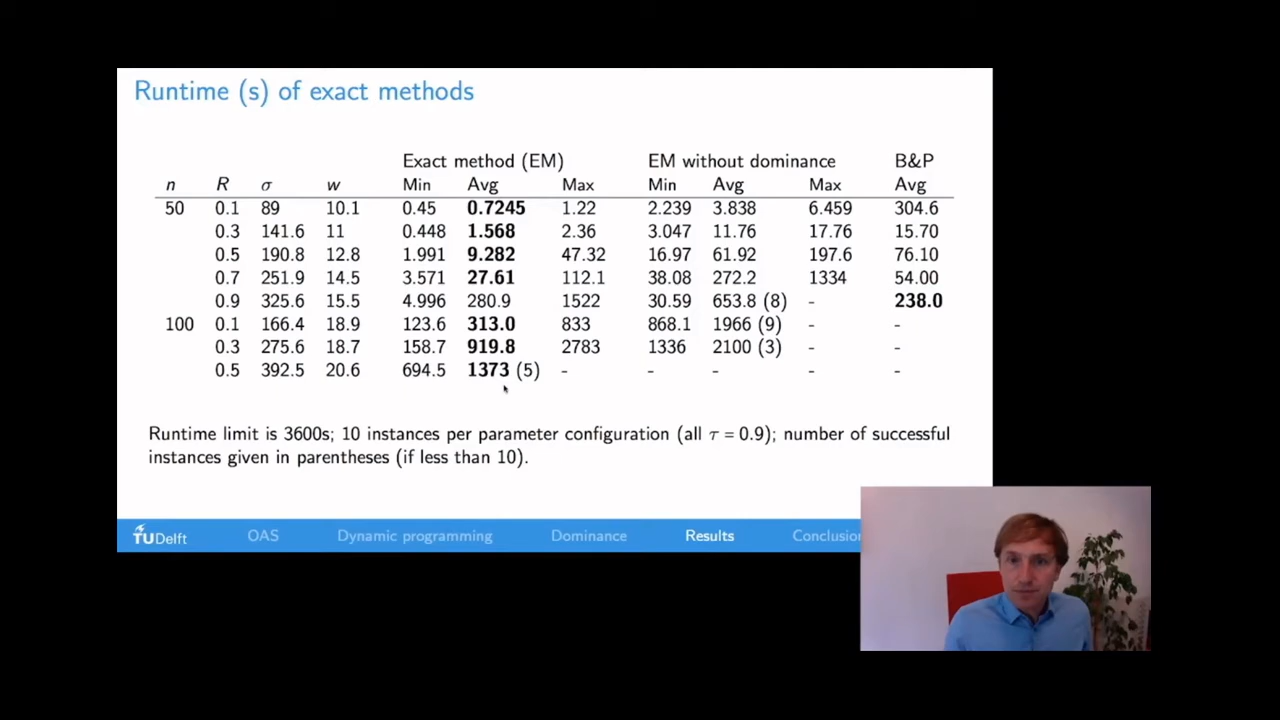 Runtime (s) of exact methods
Exact method (EM) EM without dominance B&P
n R σ w Min Avg Max Min Avg Max Avg
50 0.1 89 10.1 0.45 0.7245 1.22 2.239 3.838 6.459 304.6
0.3 141.6 11 0.448 1.568 2.36 3.047 11.76 17.76 15.70
0.5 190.8 12.8 1.991 9.282 47.32 16.97 61.92 197.6 76.10
0.7 251.9 14.5 3.571 27.61 112.1 38.08 272.2 1334 54.00
0.9 325.6 15.5 4.996 280.9 1522 30.59 653.8 (8) - 238.0
100 0.1 166.4 18.9 123.6 313.0 833 868.1 1966 (9) - -
0.3 275.6 18.7 158.7 919.8 2783 1336 2100 (3) - -
0.5 392.5 20.6 694.5 1373 (5) - - - - -
Runtime limit is 3600s; 10 instances per parameter configuration (all τ = 0.9); number of successful
instances given in parentheses (if less than 10).
TUDelft OAS Dynamic programming Dominance Results Conclusion